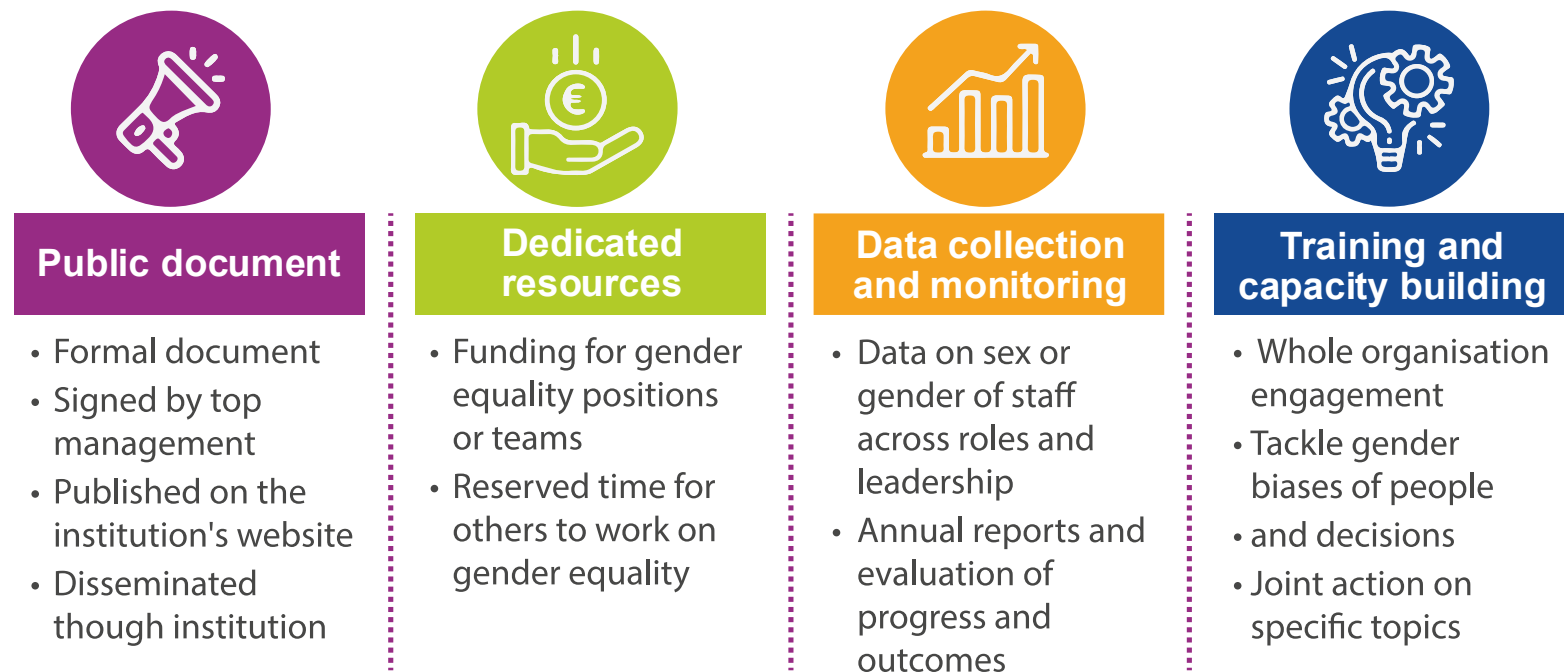 €
Public document
• Formal document
• Signed by top
management
• Published on the
institution's website
• Disseminated
though institution
Dedicated
resources
• Funding for gender
equality positions
or teams
• Reserved time for
others to work on
gender equality
Data collection
and monitoring
• Data on sex or
gender of staff
across roles and
leadership
• Annual reports and
evaluation of
progress and
outcomes
Training and
capacity building
• Whole organisation
engagement
• Tackle gender
biases of people
• and decisions
• Joint action on
specific topics